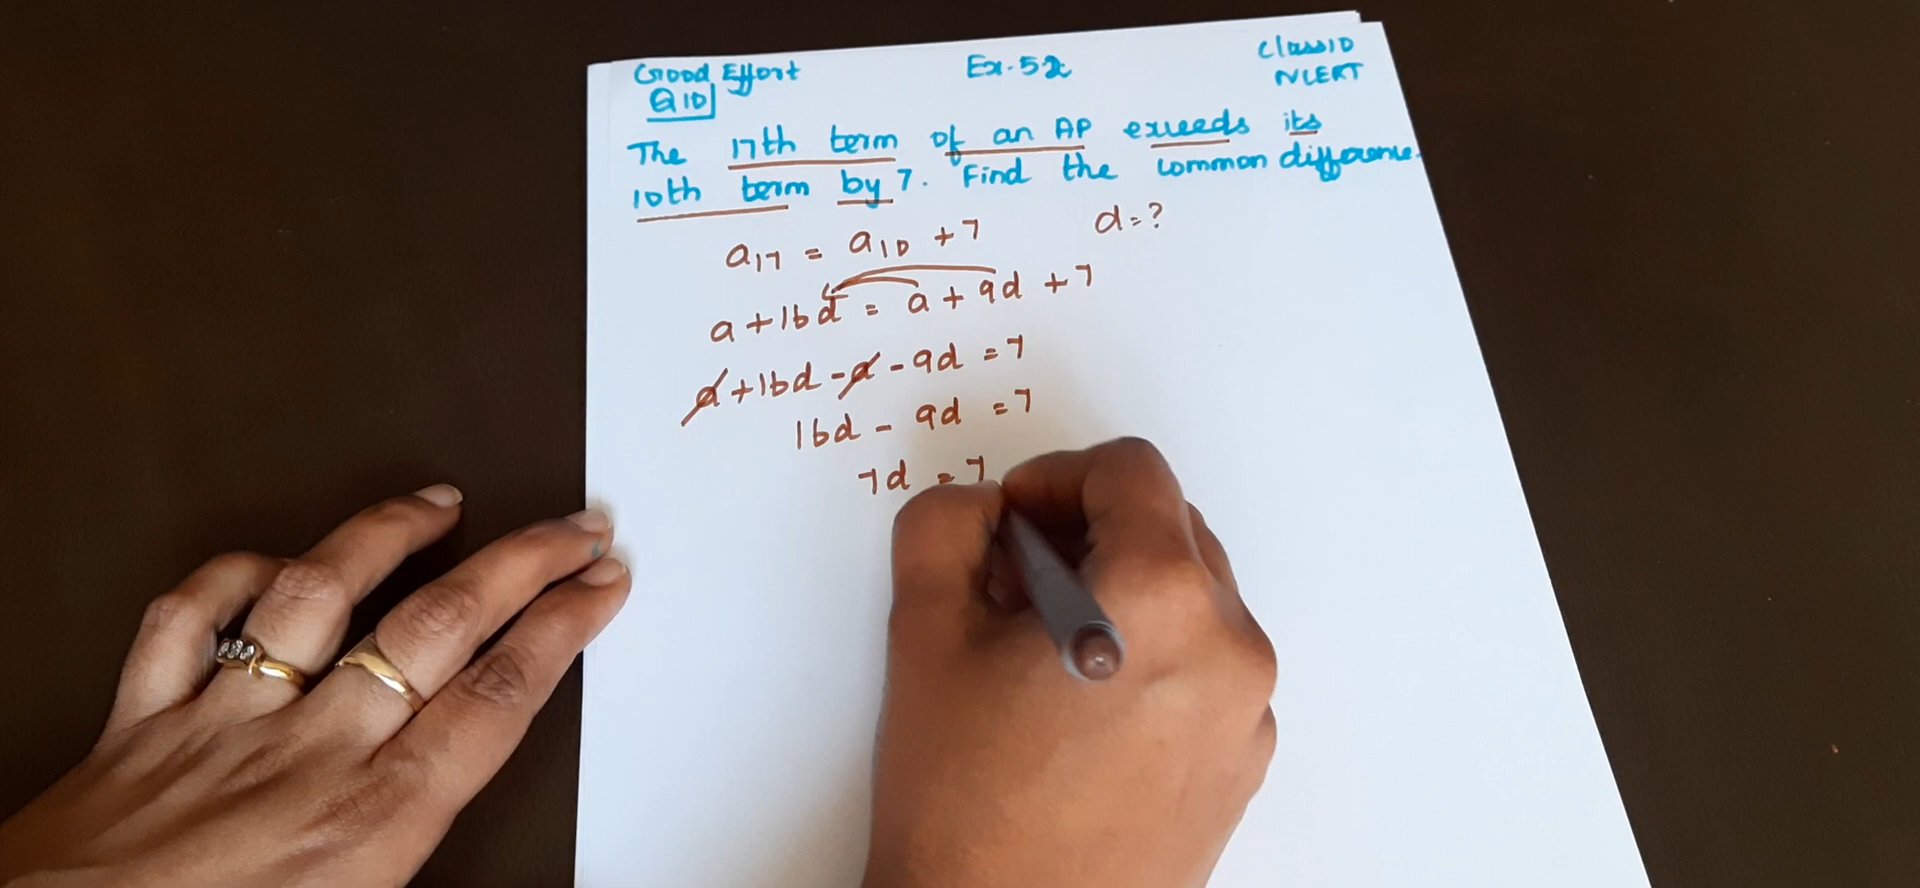 Good Effort Ex. 5.2 Class 10
Q 10 NCERT
The 17th term of an AP exceeds its
10th term by 7. Find the common difference.
a17 = a10 + 7 d = ?
a + 16d = a + 9d + 7
a + 16d - a - 9d = 7
16d - 9d = 7
7d = 7